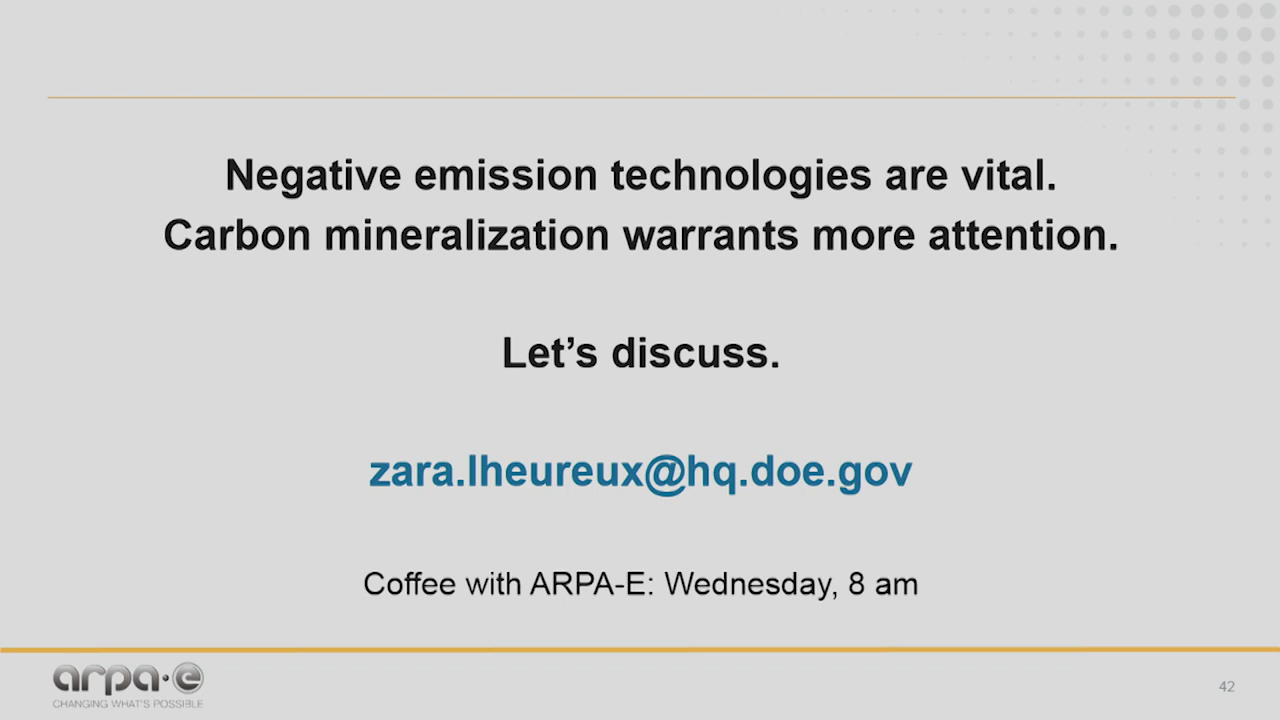 Negative emission technologies are vital.
Carbon mineralization warrants more attention.
Let’s discuss.
zara.lheureux@hq.doe.gov
Coffee with ARPA-E: Wednesday, 8 am
arpa·e
CHANGING WHAT'S POSSIBLE
42